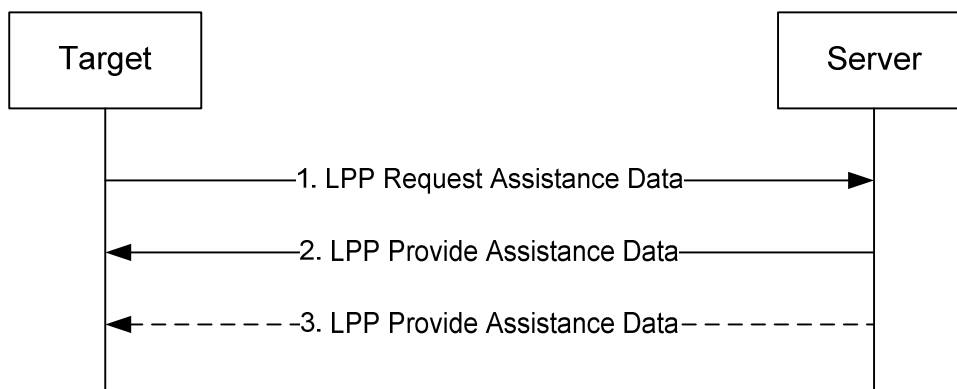 Target
Server
1. LPP Request Assistance Data
2. LPP Provide Assistance Data
3. LPP Provide Assistance Data